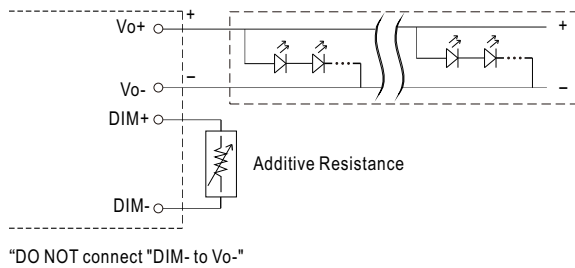 Vo+
+
+
Vo-
−
−
DIM+
Additive Resistance
DIM-
“DO NOT connect "DIM- to Vo-"